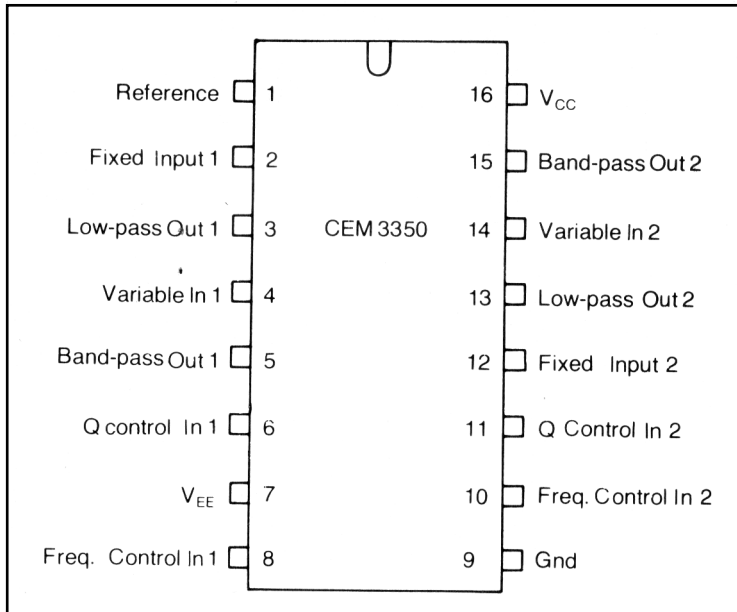 Reference 1
16 V_CC
Fixed Input 1 2
15 Band-pass Out 2
Low-pass Out 1 3
CEM 3350
14 Variable In 2
Variable In 1 4
13 Low-pass Out 2
Band-pass Out 1 5
12 Fixed Input 2
Q control In 1 6
11 Q Control In 2
V_EE 7
10 Freq. Control In 2
Freq. Control In 1 8
9 Gnd